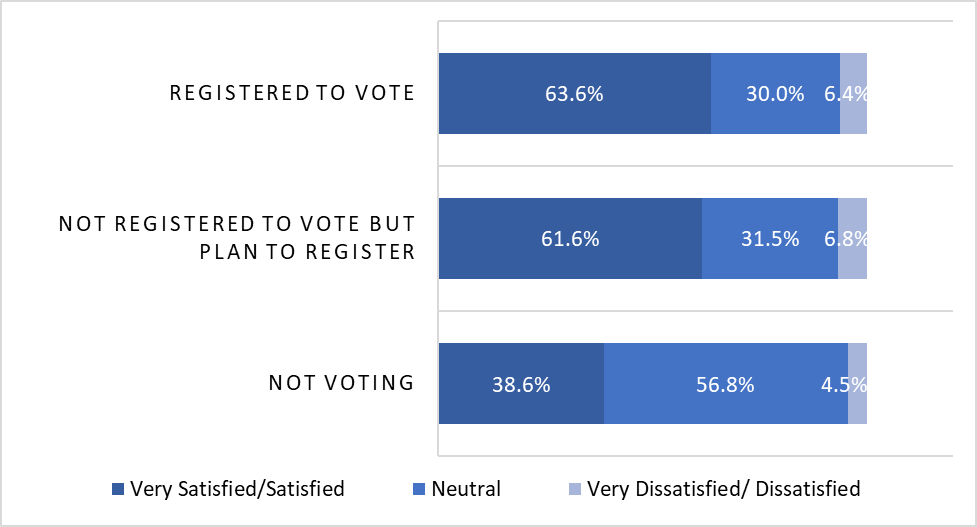 REGISTERED TO VOTE
63.6% 30.0% 6.4%
NOT REGISTERED TO VOTE BUT
PLAN TO REGISTER
61.6% 31.5% 6.8%
NOT VOTING
38.6% 56.8% 4.5%
Very Satisfied/Satisfied Neutral Very Dissatisfied/ Dissatisfied